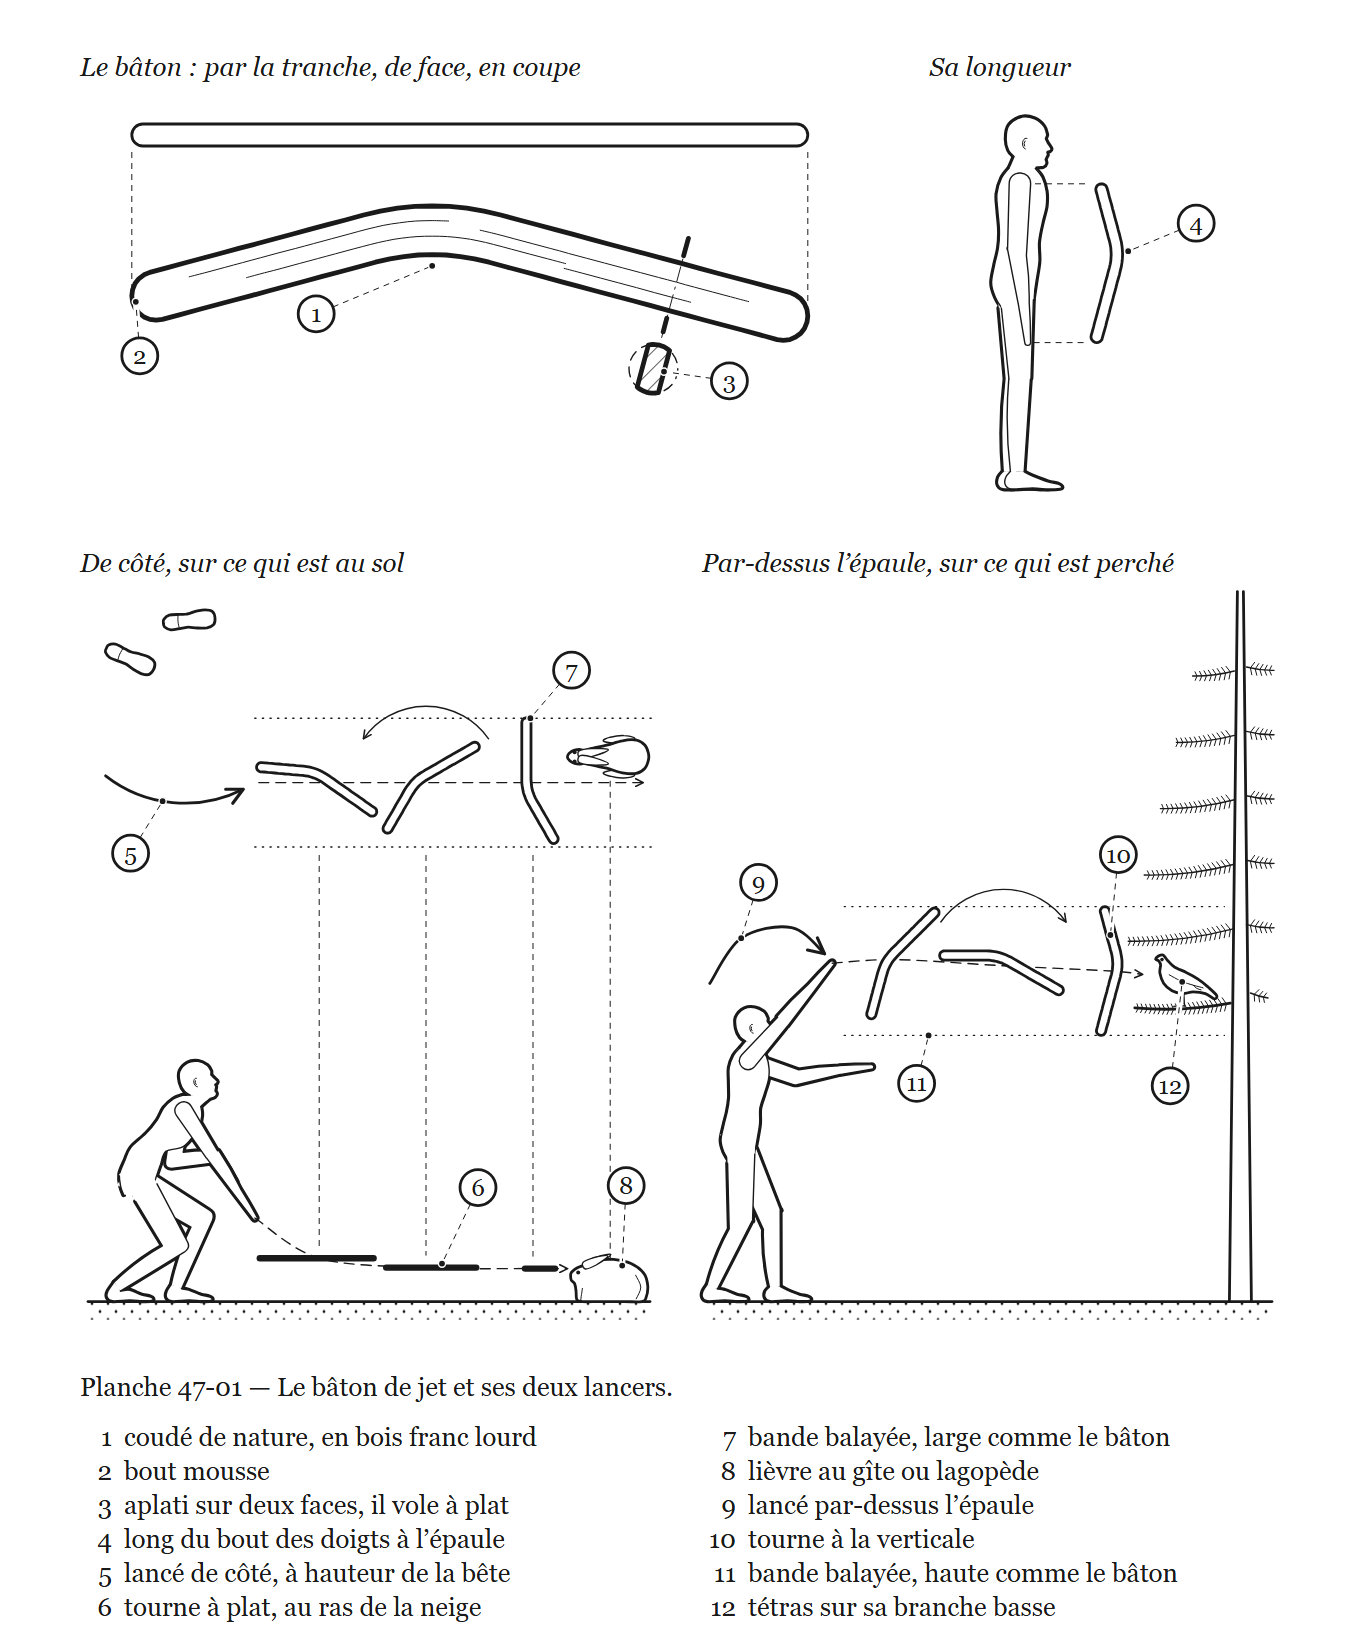 Le bâton : par la tranche, de face, en coupe
Sa longueur
1
2
3
4
De côté, sur ce qui est au sol
Par-dessus l’épaule, sur ce qui est perché
7
5
10
9
11
12
6
8
Planche 47-01 — Le bâton de jet et ses deux lancers.
1 coudé de nature, en bois franc lourd
2 bout mousse
3 aplati sur deux faces, il vole à plat
4 long du bout des doigts à l’épaule
5 lancé de côté, à hauteur de la bête
6 tourne à plat, au ras de la neige
7 bande balayée, large comme le bâton
8 lièvre au gîte ou lagopède
9 lancé par-dessus l’épaule
10 tourne à la verticale
11 bande balayée, haute comme le bâton
12 tétras sur sa branche basse